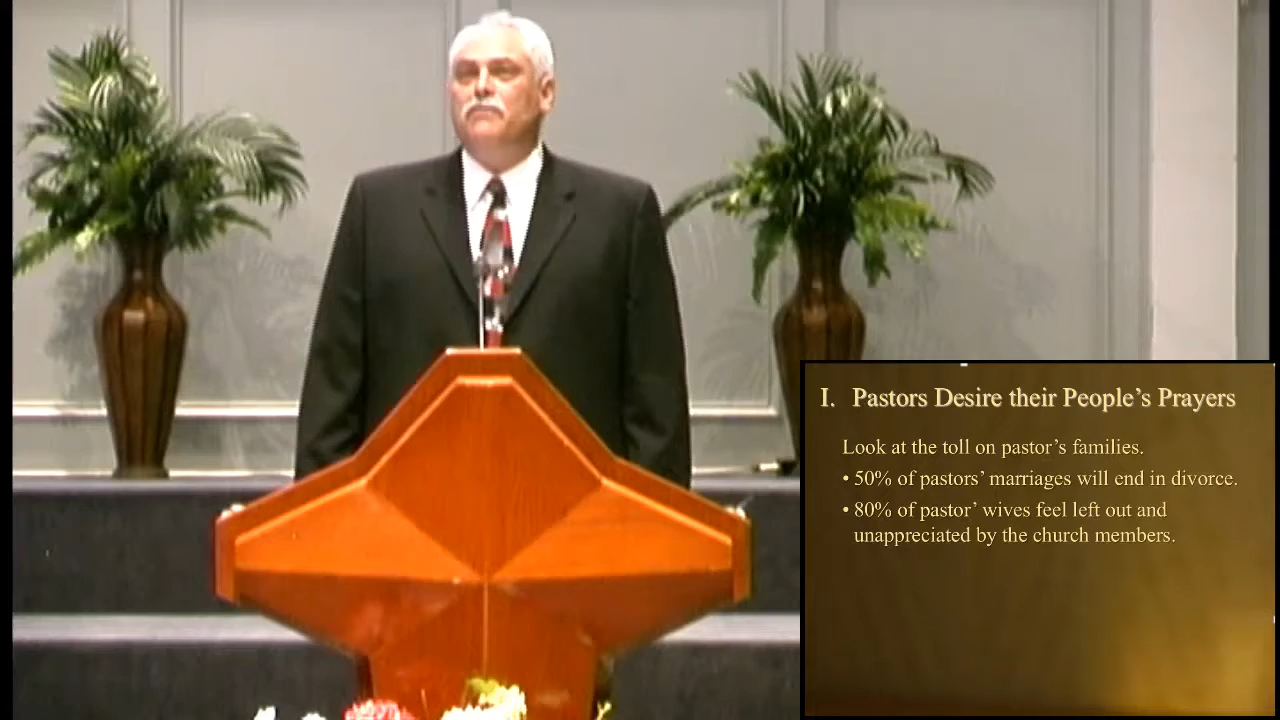 I. Pastors Desire their People's Prayers
Look at the toll on pastor's families.
• 50% of pastors' marriages will end in divorce.
• 80% of pastor' wives feel left out and
unappreciated by the church members.